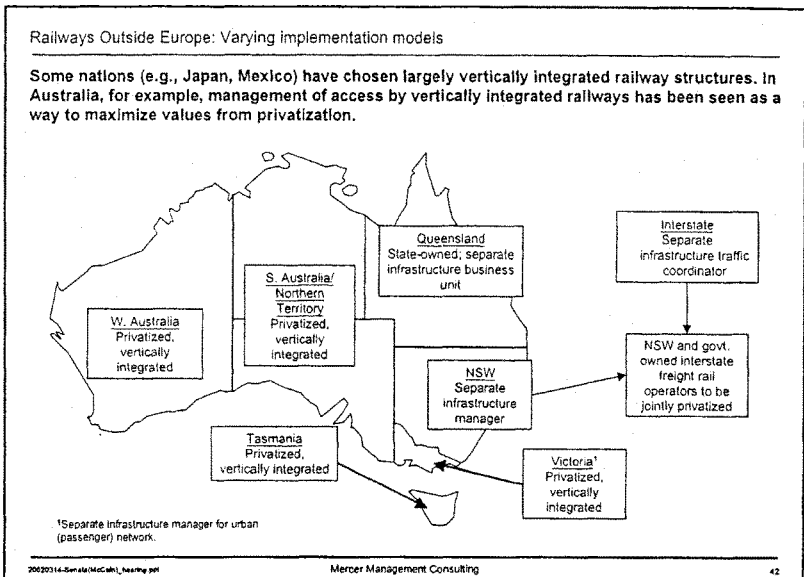 Railways Outside Europe: Varying implementation models
Some nations (e.g., Japan, Mexico) have chosen largely vertically integrated railway structures. In
Australia, for example, management of access by vertically integrated railways has been seen as a
way to maximize values from privatization.
Queensland
State-owned; separate
infrastructure business
unit
Interstate
Separate
infrastructure traffic
coordinator
S. Australia/
Northern
Territory
Privatized,
vertically
integrated
W. Australia
Privatized,
vertically
integrated
NSW
Separate
infrastructure
manager
NSW and govt.
owned interstate
freight rail
operators to be
jointly privatized
Tasmania
Privatized,
vertically integrated
Victoria¹
Privatized,
vertically
integrated
¹Separate infrastructure manager for urban
(passenger) network.
20020314-Senate(McCain)_hearing.ppt
Mercer Management Consulting
42